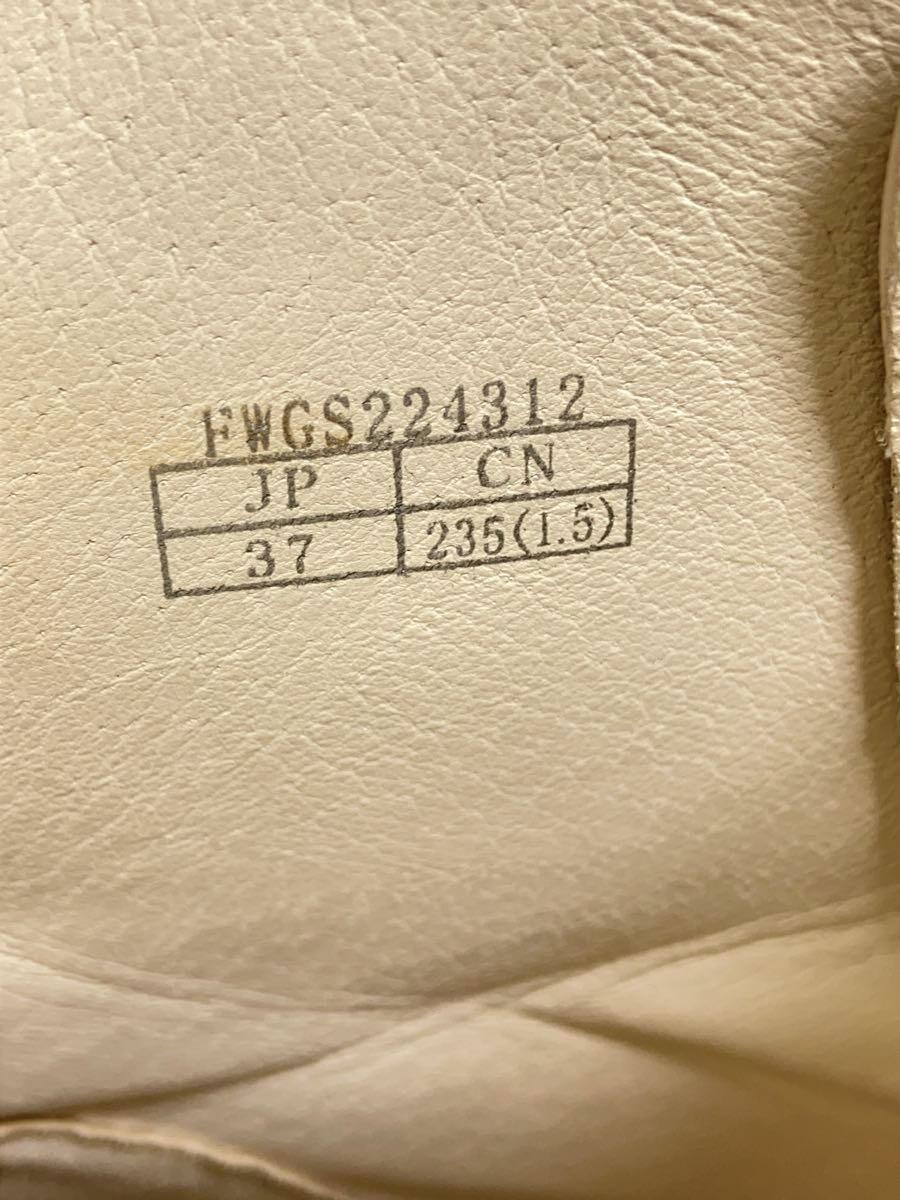 FWGS224312
JP CN
37 235(1.5)